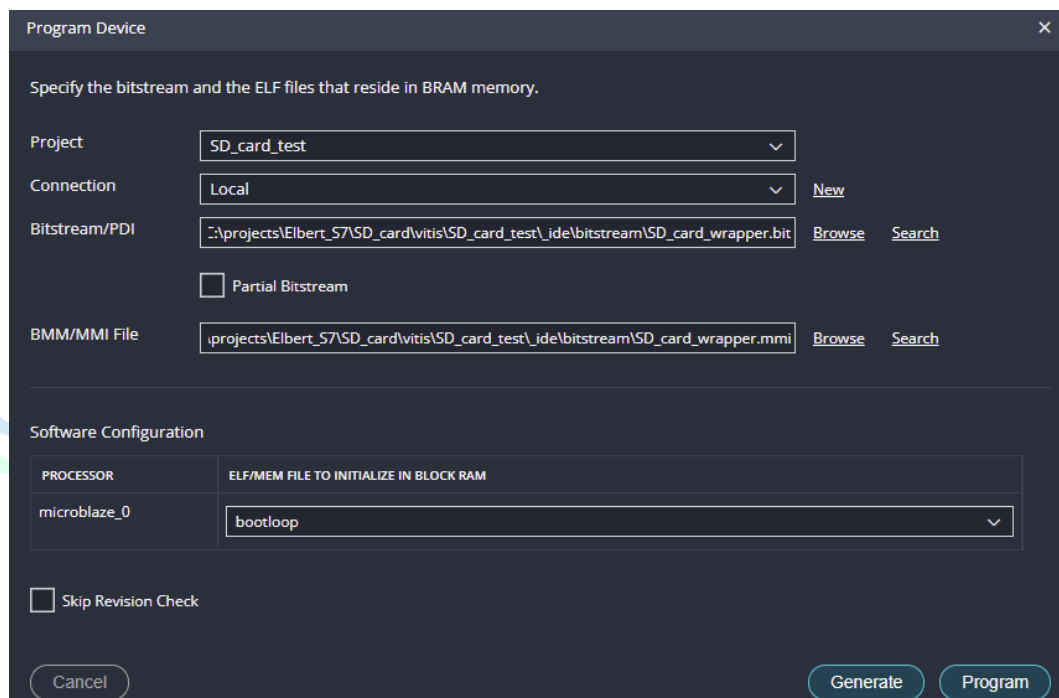 Program Device
Specify the bitstream and the ELF files that reside in BRAM memory.
Project SD_card_test
Connection Local New
Bitstream/PDI :\projects\Elbert_S7\SD_card\vitis\SD_card_test\_ide\bitstream\SD_card_wrapper.bit Browse Search
Partial Bitstream
BMM/MMI File \projects\Elbert_S7\SD_card\vitis\SD_card_test\_ide\bitstream\SD_card_wrapper.mmi Browse Search
Software Configuration
PROCESSOR ELF/MEM FILE TO INITIALIZE IN BLOCK RAM
microblaze_0 bootloop
Skip Revision Check
Cancel Generate Program